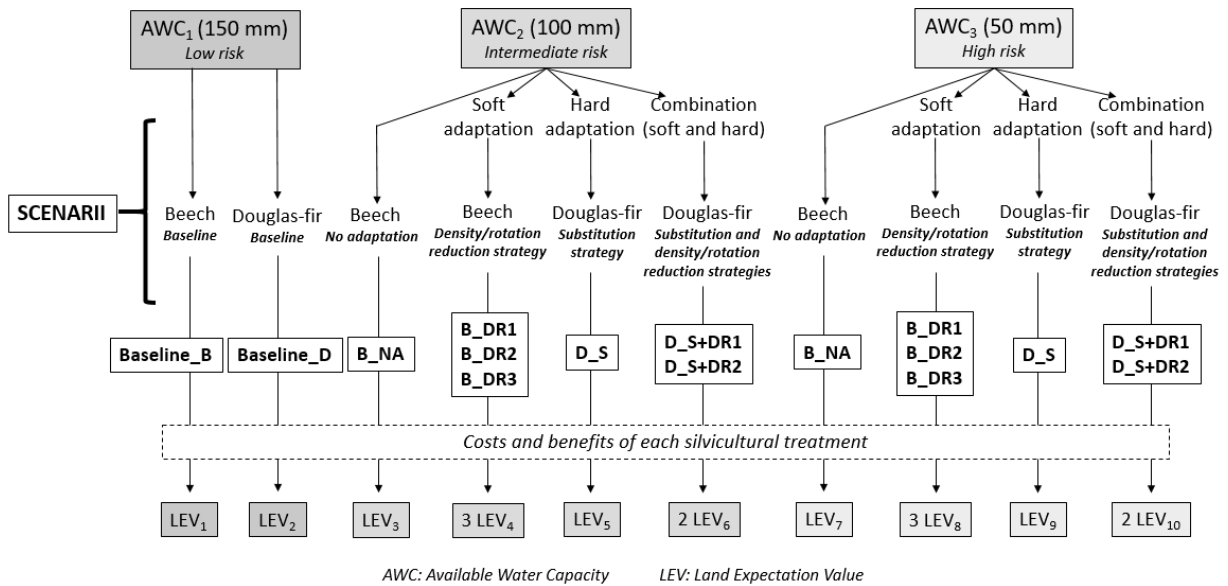 AWC₁ (150 mm)
Low risk
AWC₂ (100 mm)
Intermediate risk
AWC₃ (50 mm)
High risk
Soft
adaptation
Hard
adaptation
Combination
(soft and hard)
Soft
adaptation
Hard
adaptation
Combination
(soft and hard)
SCENARII
Beech
Baseline
Douglas-fir
Baseline
Beech
No adaptation
Beech
Density/rotation
reduction strategy
Douglas-fir
Substitution
strategy
Douglas-fir
Substitution and
density/rotation
reduction strategies
Beech
No adaptation
Beech
Density/rotation
reduction strategy
Douglas-fir
Substitution
strategy
Douglas-fir
Substitution and
density/rotation
reduction strategies
Baseline_B
Baseline_D
B_NA
B_DR1
B_DR2
B_DR3
D_S
D_S+DR1
D_S+DR2
B_NA
B_DR1
B_DR2
B_DR3
D_S
D_S+DR1
D_S+DR2
Costs and benefits of each silvicultural treatment
LEV₁
LEV₂
LEV₃
3 LEV₄
LEV₅
2 LEV₆
LEV₇
3 LEV₈
LEV₉
2 LEV₁₀
AWC: Available Water Capacity
LEV: Land Expectation Value